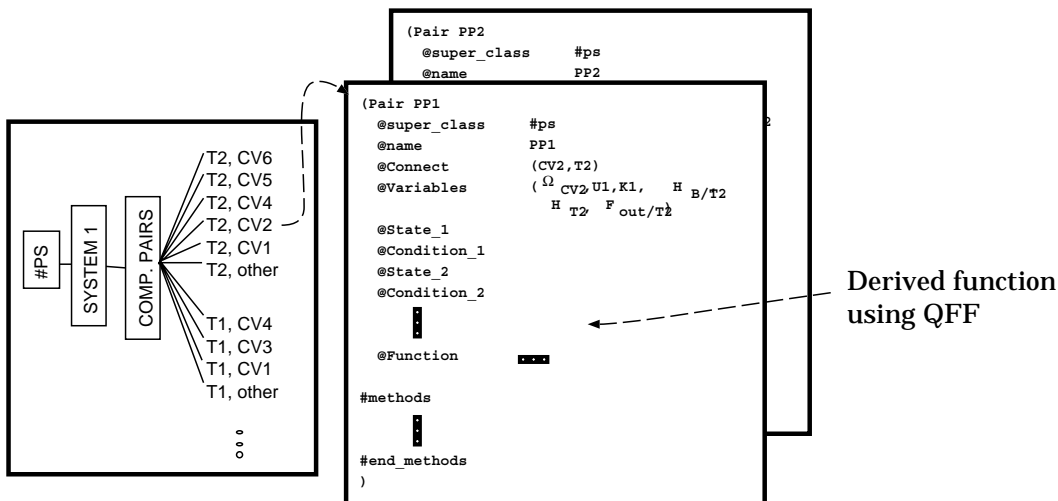 (Pair PP2
@super_class #ps
@name PP2
2
(Pair PP1
@super_class #ps
@name PP1
@Connect (CV2,T2)
@Variables ( Ω CV2,U1,K1, H B/T2
H T2, F out/T2)
@State_1
@Condition_1
@State_2
@Condition_2
@Function
#methods
#end_methods
)
#PS
SYSTEM 1
COMP. PAIRS
T2, CV6
T2, CV5
T2, CV4
T2, CV2
T2, CV1
T2, other
T1, CV4
T1, CV3
T1, CV1
T1, other
Derived function
using QFF